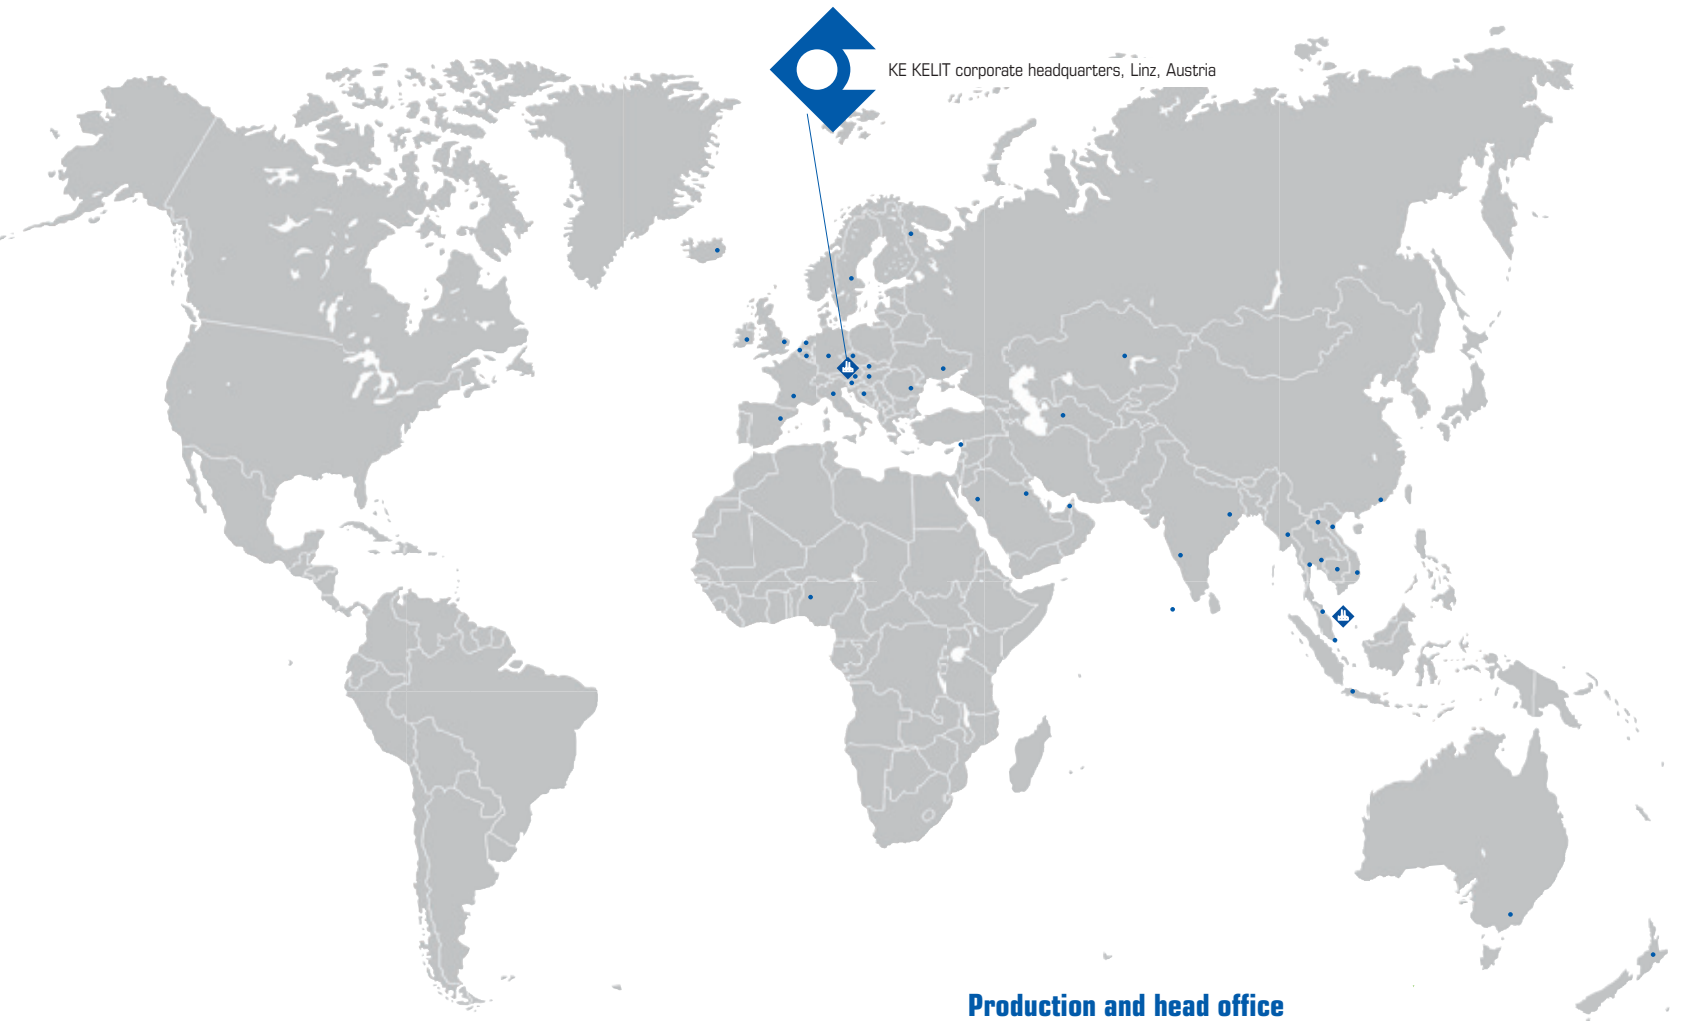 KE KELIT corporate headquarters, Linz, Austria
Production and head office